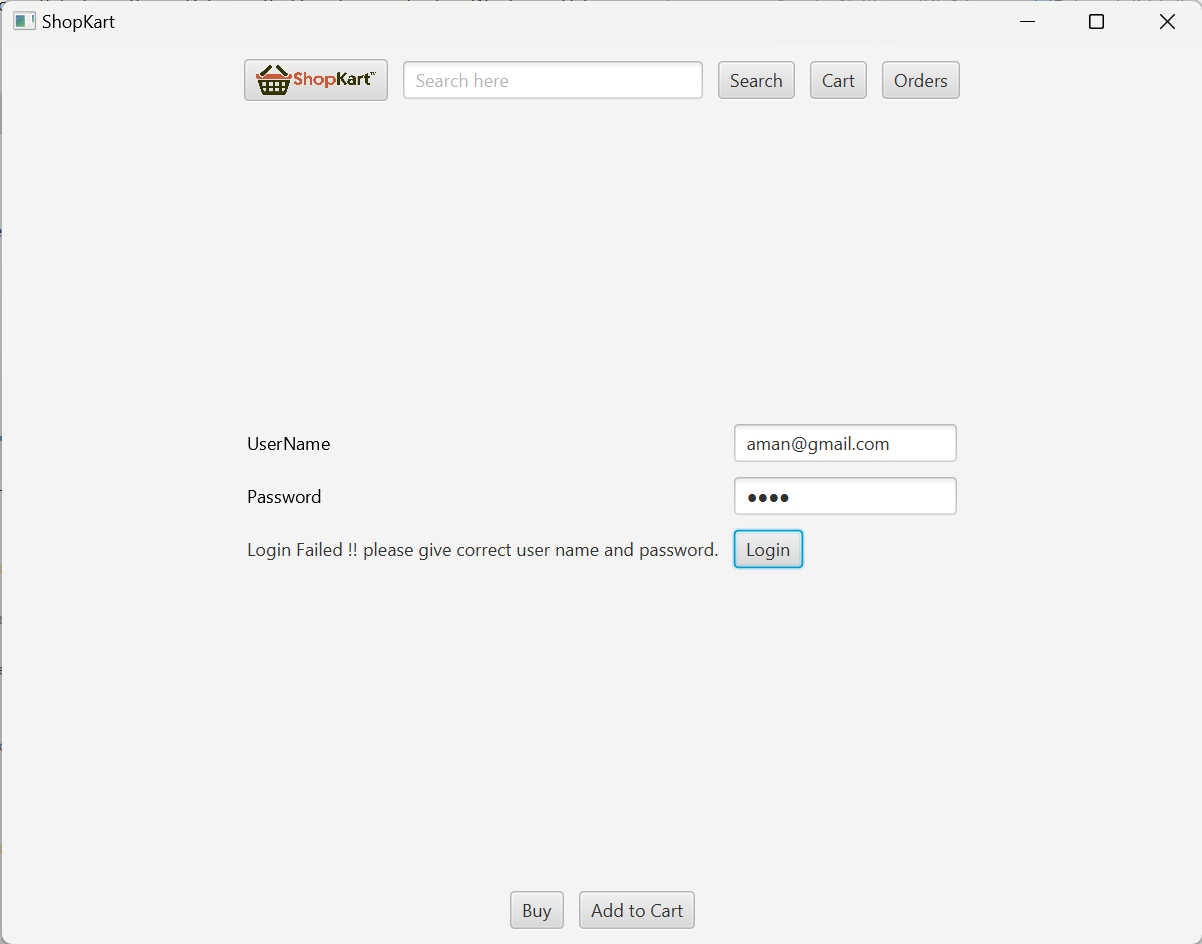 ShopKart
ShopKart™ Search here Search Cart Orders
UserName aman@gmail.com
Password ●●●●
Login Failed !! please give correct user name and password. Login
Buy Add to Cart